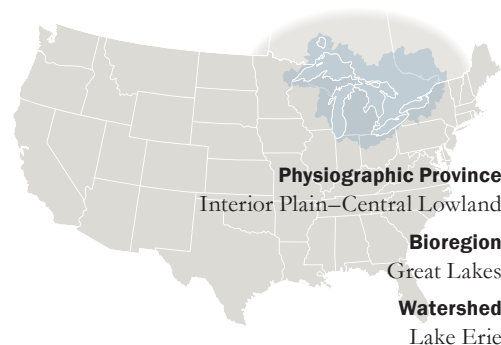 Physiographic Province
Interior Plain–Central Lowland
Bioregion
Great Lakes
Watershed
Lake Erie